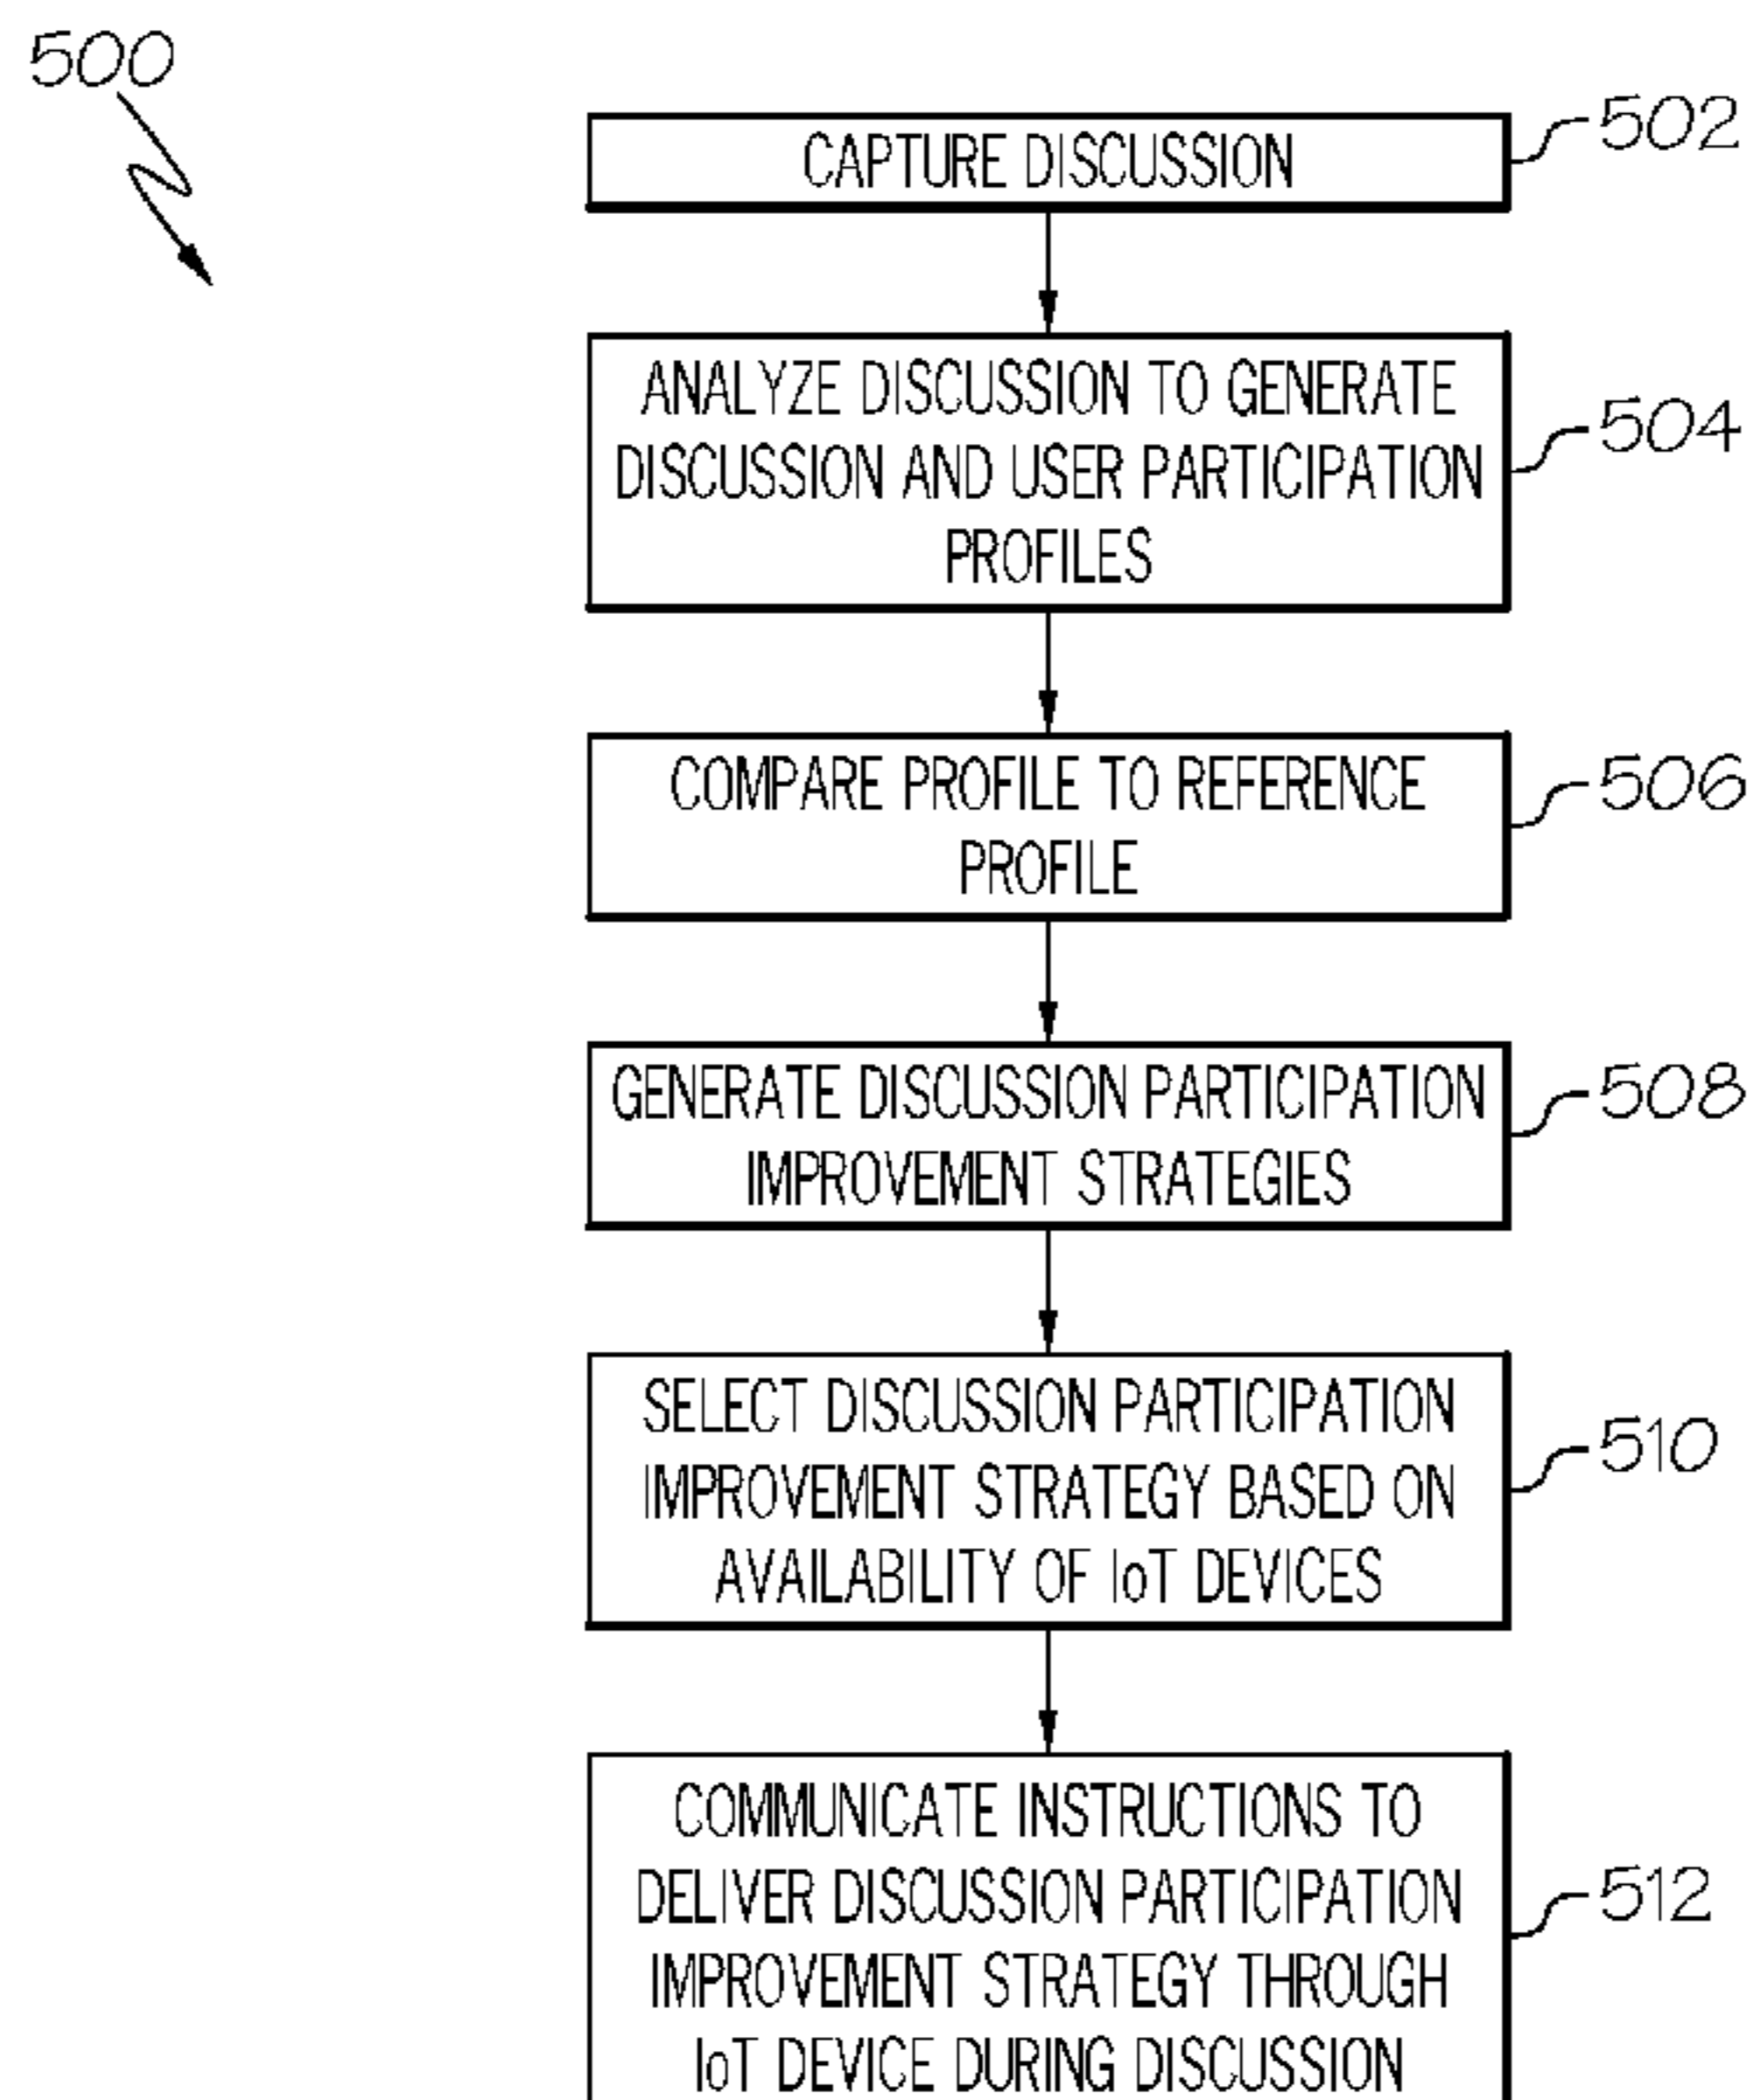 500
CAPTURE DISCUSSION
502
ANALYZE DISCUSSION TO GENERATE
DISCUSSION AND USER PARTICIPATION
PROFILES
504
COMPARE PROFILE TO REFERENCE
PROFILE
506
GENERATE DISCUSSION PARTICIPATION
IMPROVEMENT STRATEGIES
508
SELECT DISCUSSION PARTICIPATION
IMPROVEMENT STRATEGY BASED ON
AVAILABILITY OF IoT DEVICES
510
COMMUNICATE INSTRUCTIONS TO
DELIVER DISCUSSION PARTICIPATION
IMPROVEMENT STRATEGY THROUGH
IoT DEVICE DURING DISCUSSION
512